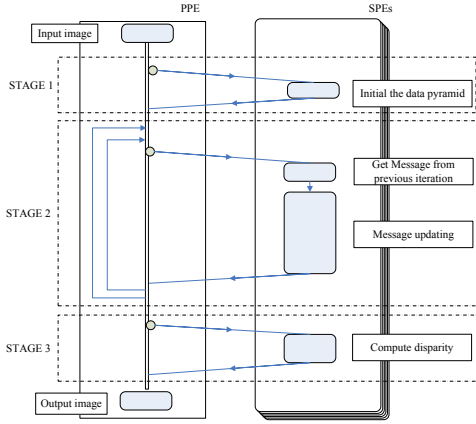 PPE
SPEs
Input image
STAGE 1
Initial the data pyramid
Get Message from
previous iteration
STAGE 2
Message updating
STAGE 3
Compute disparity
Output image